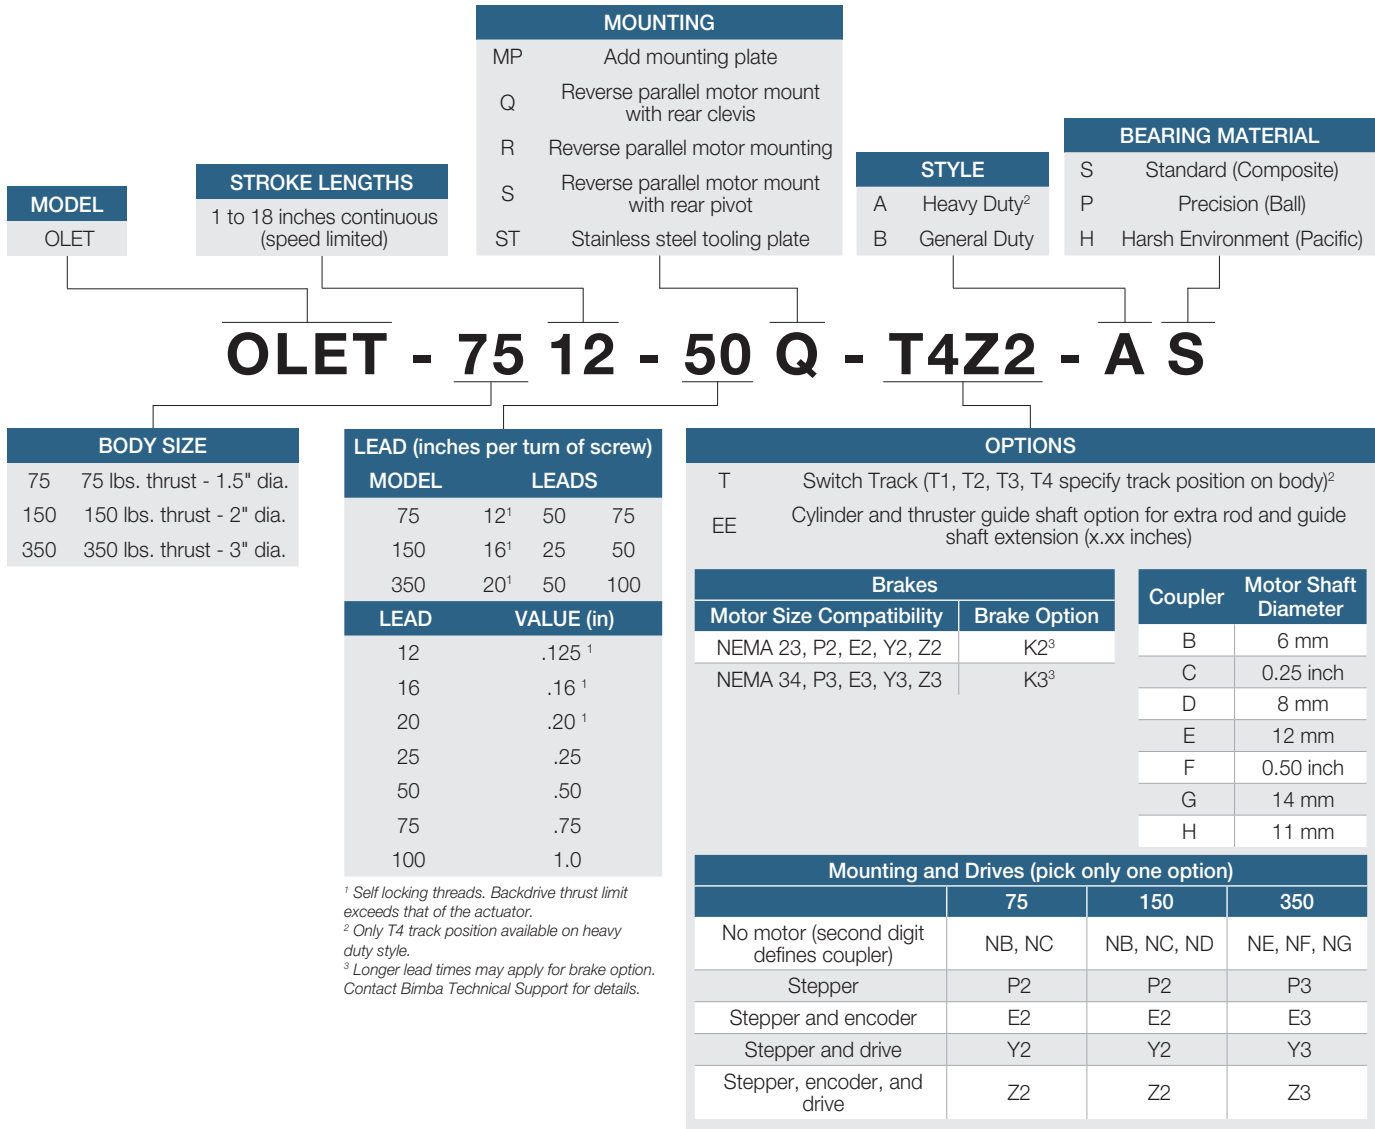 MOUNTING
MP Add mounting plate
Q Reverse parallel motor mount
with rear clevis
R Reverse parallel motor mounting
S Reverse parallel motor mount
with rear pivot
ST Stainless steel tooling plate
MODEL
OLET
STROKE LENGTHS
1 to 18 inches continuous
(speed limited)
STYLE
A Heavy Duty²
B General Duty
BEARING MATERIAL
S Standard (Composite)
P Precision (Ball)
H Harsh Environment (Pacific)
OLET - 75 12 - 50 Q - T4Z2 - A S
BODY SIZE
75 75 lbs. thrust - 1.5" dia.
150 150 lbs. thrust - 2" dia.
350 350 lbs. thrust - 3" dia.
LEAD (inches per turn of screw)
MODEL LEADS
75 12¹ 50 75
150 16¹ 25 50
350 20¹ 50 100
LEAD VALUE (in)
12 .125 ¹
16 .16 ¹
20 .20 ¹
25 .25
50 .50
75 .75
100 1.0
¹ Self locking threads. Backdrive thrust limit
exceeds that of the actuator.
² Only T4 track position available on heavy
duty style.
³ Longer lead times may apply for brake option.
Contact Bimba Technical Support for details.
OPTIONS
T Switch Track (T1, T2, T3, T4 specify track position on body)²
EE Cylinder and thruster guide shaft option for extra rod and guide
shaft extension (x.xx inches)
Brakes
Motor Size Compatibility Brake Option
NEMA 23, P2, E2, Y2, Z2 K2³
NEMA 34, P3, E3, Y3, Z3 K3³
Coupler Motor Shaft
Diameter
B 6 mm
C 0.25 inch
D 8 mm
E 12 mm
F 0.50 inch
G 14 mm
H 11 mm
Mounting and Drives (pick only one option)
75 150 350
No motor (second digit
defines coupler) NB, NC NB, NC, ND NE, NF, NG
Stepper P2 P2 P3
Stepper and encoder E2 E2 E3
Stepper and drive Y2 Y2 Y3
Stepper, encoder, and
drive Z2 Z2 Z3